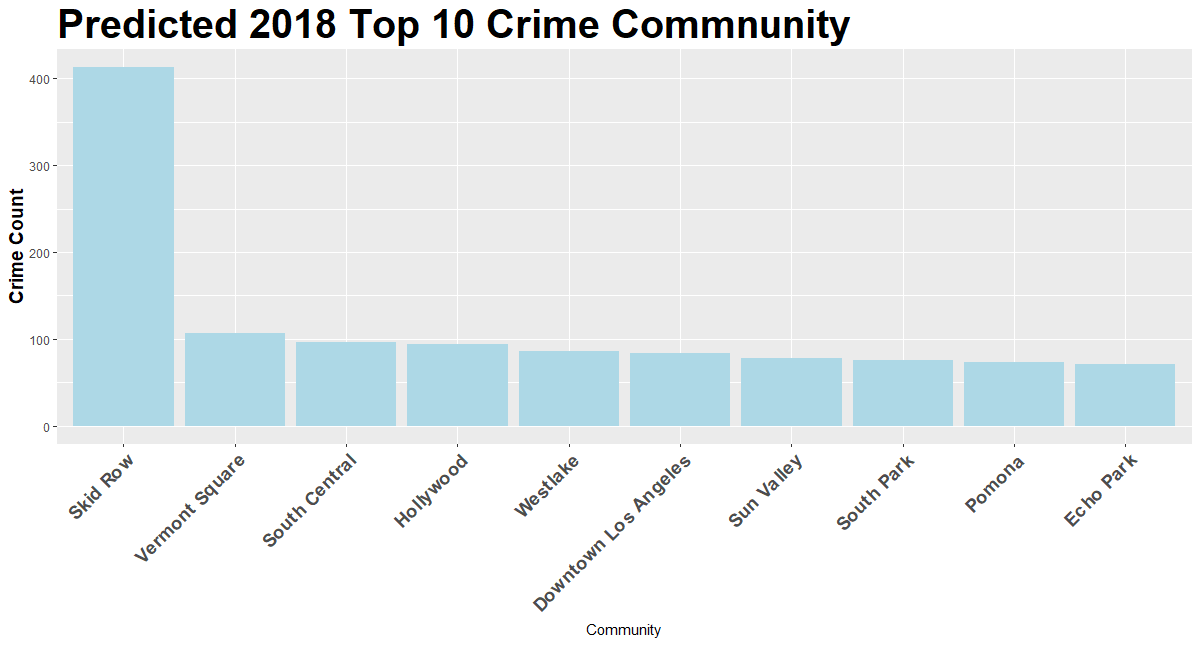 Predicted 2018 Top 10 Crime Commnunity
Crime Count
400
300
200
100
0
Skid Row
Vermont Square
South Central
Hollywood
Westlake
Downtown Los Angeles
Sun Valley
South Park
Pomona
Echo Park
Community